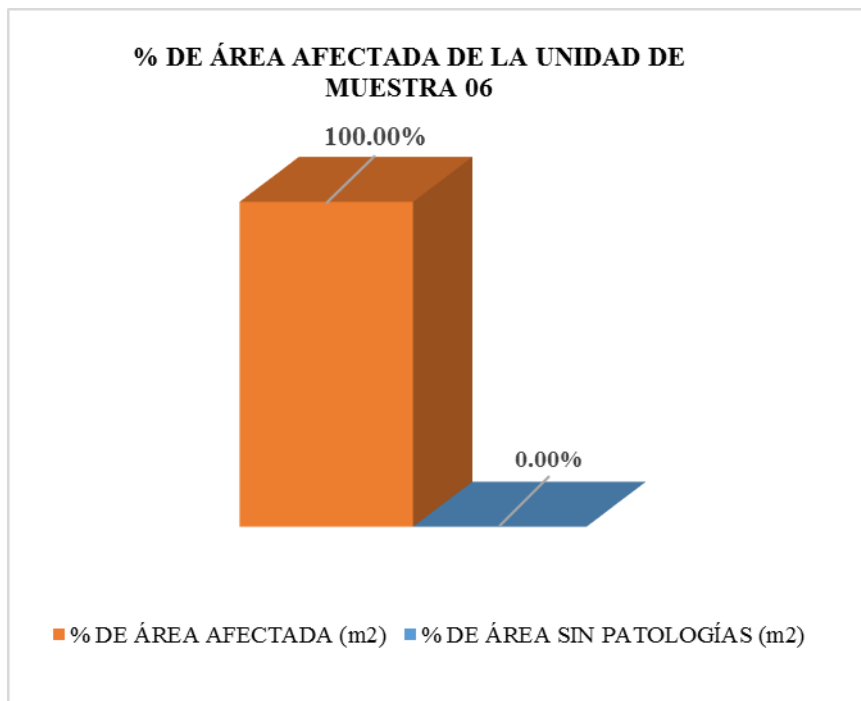 % DE ÁREA AFECTADA DE LA UNIDAD DE
MUESTRA 06
100.00%
0.00%
% DE ÁREA AFECTADA (m2)
% DE ÁREA SIN PATOLOGÍAS (m2)